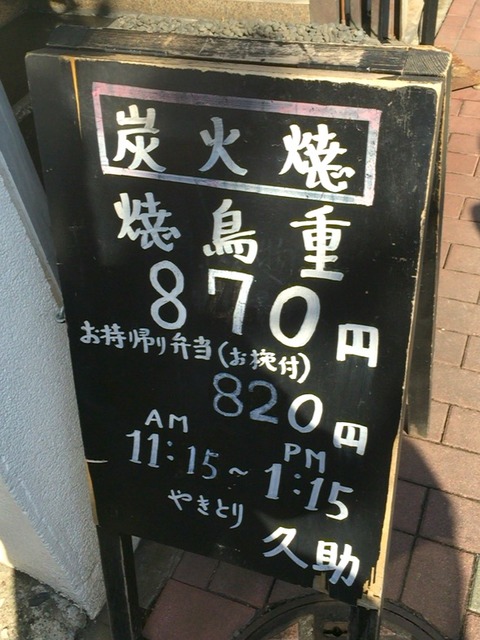 炭火焼
焼鳥重
870円
お持ち帰り弁当(お椀付)
820円
AM PM
11:15~1:15
やきとり
久助